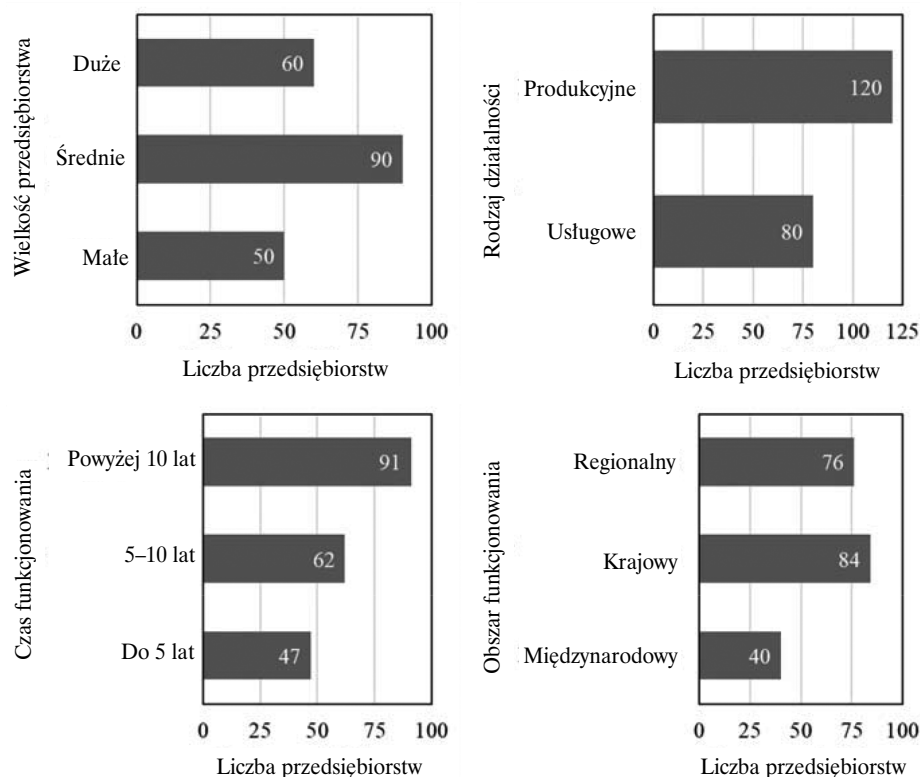 Wielkość przedsiębiorstwa
Duże
60
Średnie
90
Małe
50
0 25 50 75 100
Liczba przedsiębiorstw
Rodzaj działalności
Produkcyjne
120
Usługowe
80
0 25 50 75 100 125
Liczba przedsiębiorstw
Czas funkcjonowania
Powyżej 10 lat
91
5–10 lat
62
Do 5 lat
47
0 25 50 75 100
Liczba przedsiębiorstw
Obszar funkcjonowania
Regionalny
76
Krajowy
84
Międzynarodowy
40
0 25 50 75 100
Liczba przedsiębiorstw